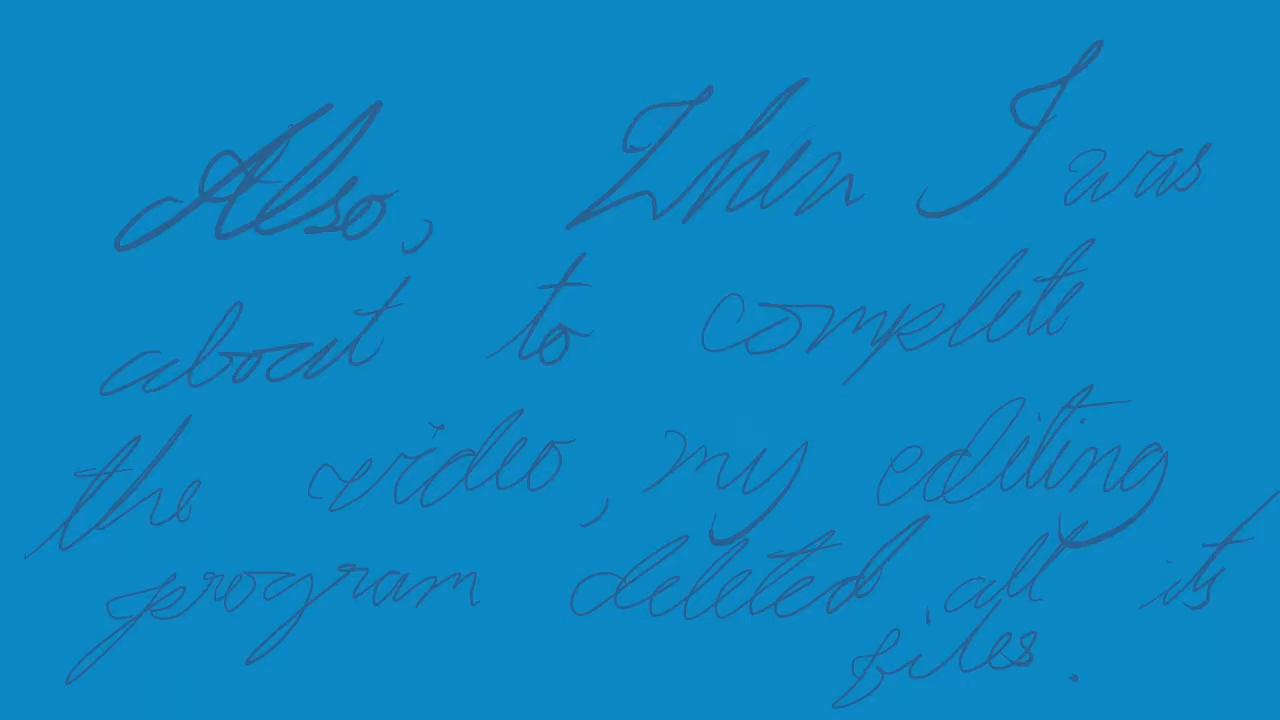 Also, When I was
about to complete
the video, my editing
program deleted all its
files.